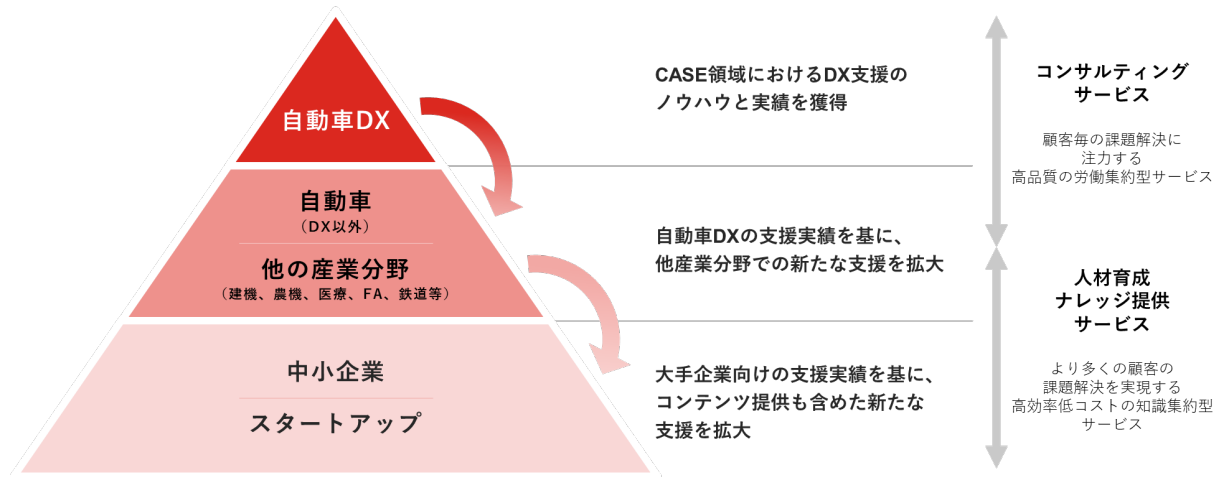 自動車DX
自動車
（DX以外）
他の産業分野
（建機、農機、医療、FA、鉄道等）
中小企業
スタートアップ
CASE領域におけるDX支援の
ノウハウと実績を獲得
自動車DXの支援実績を基に、
他産業分野での新たな支援を拡大
大手企業向けの支援実績を基に、
コンテンツ提供も含めた新たな
支援を拡大
コンサルティング
サービス
顧客毎の課題解決に
注力する
高品質の労働集約型サービス
人材育成
ナレッジ提供
サービス
より多くの顧客の
課題解決を実現する
高効率低コストの知識集約型
サービス